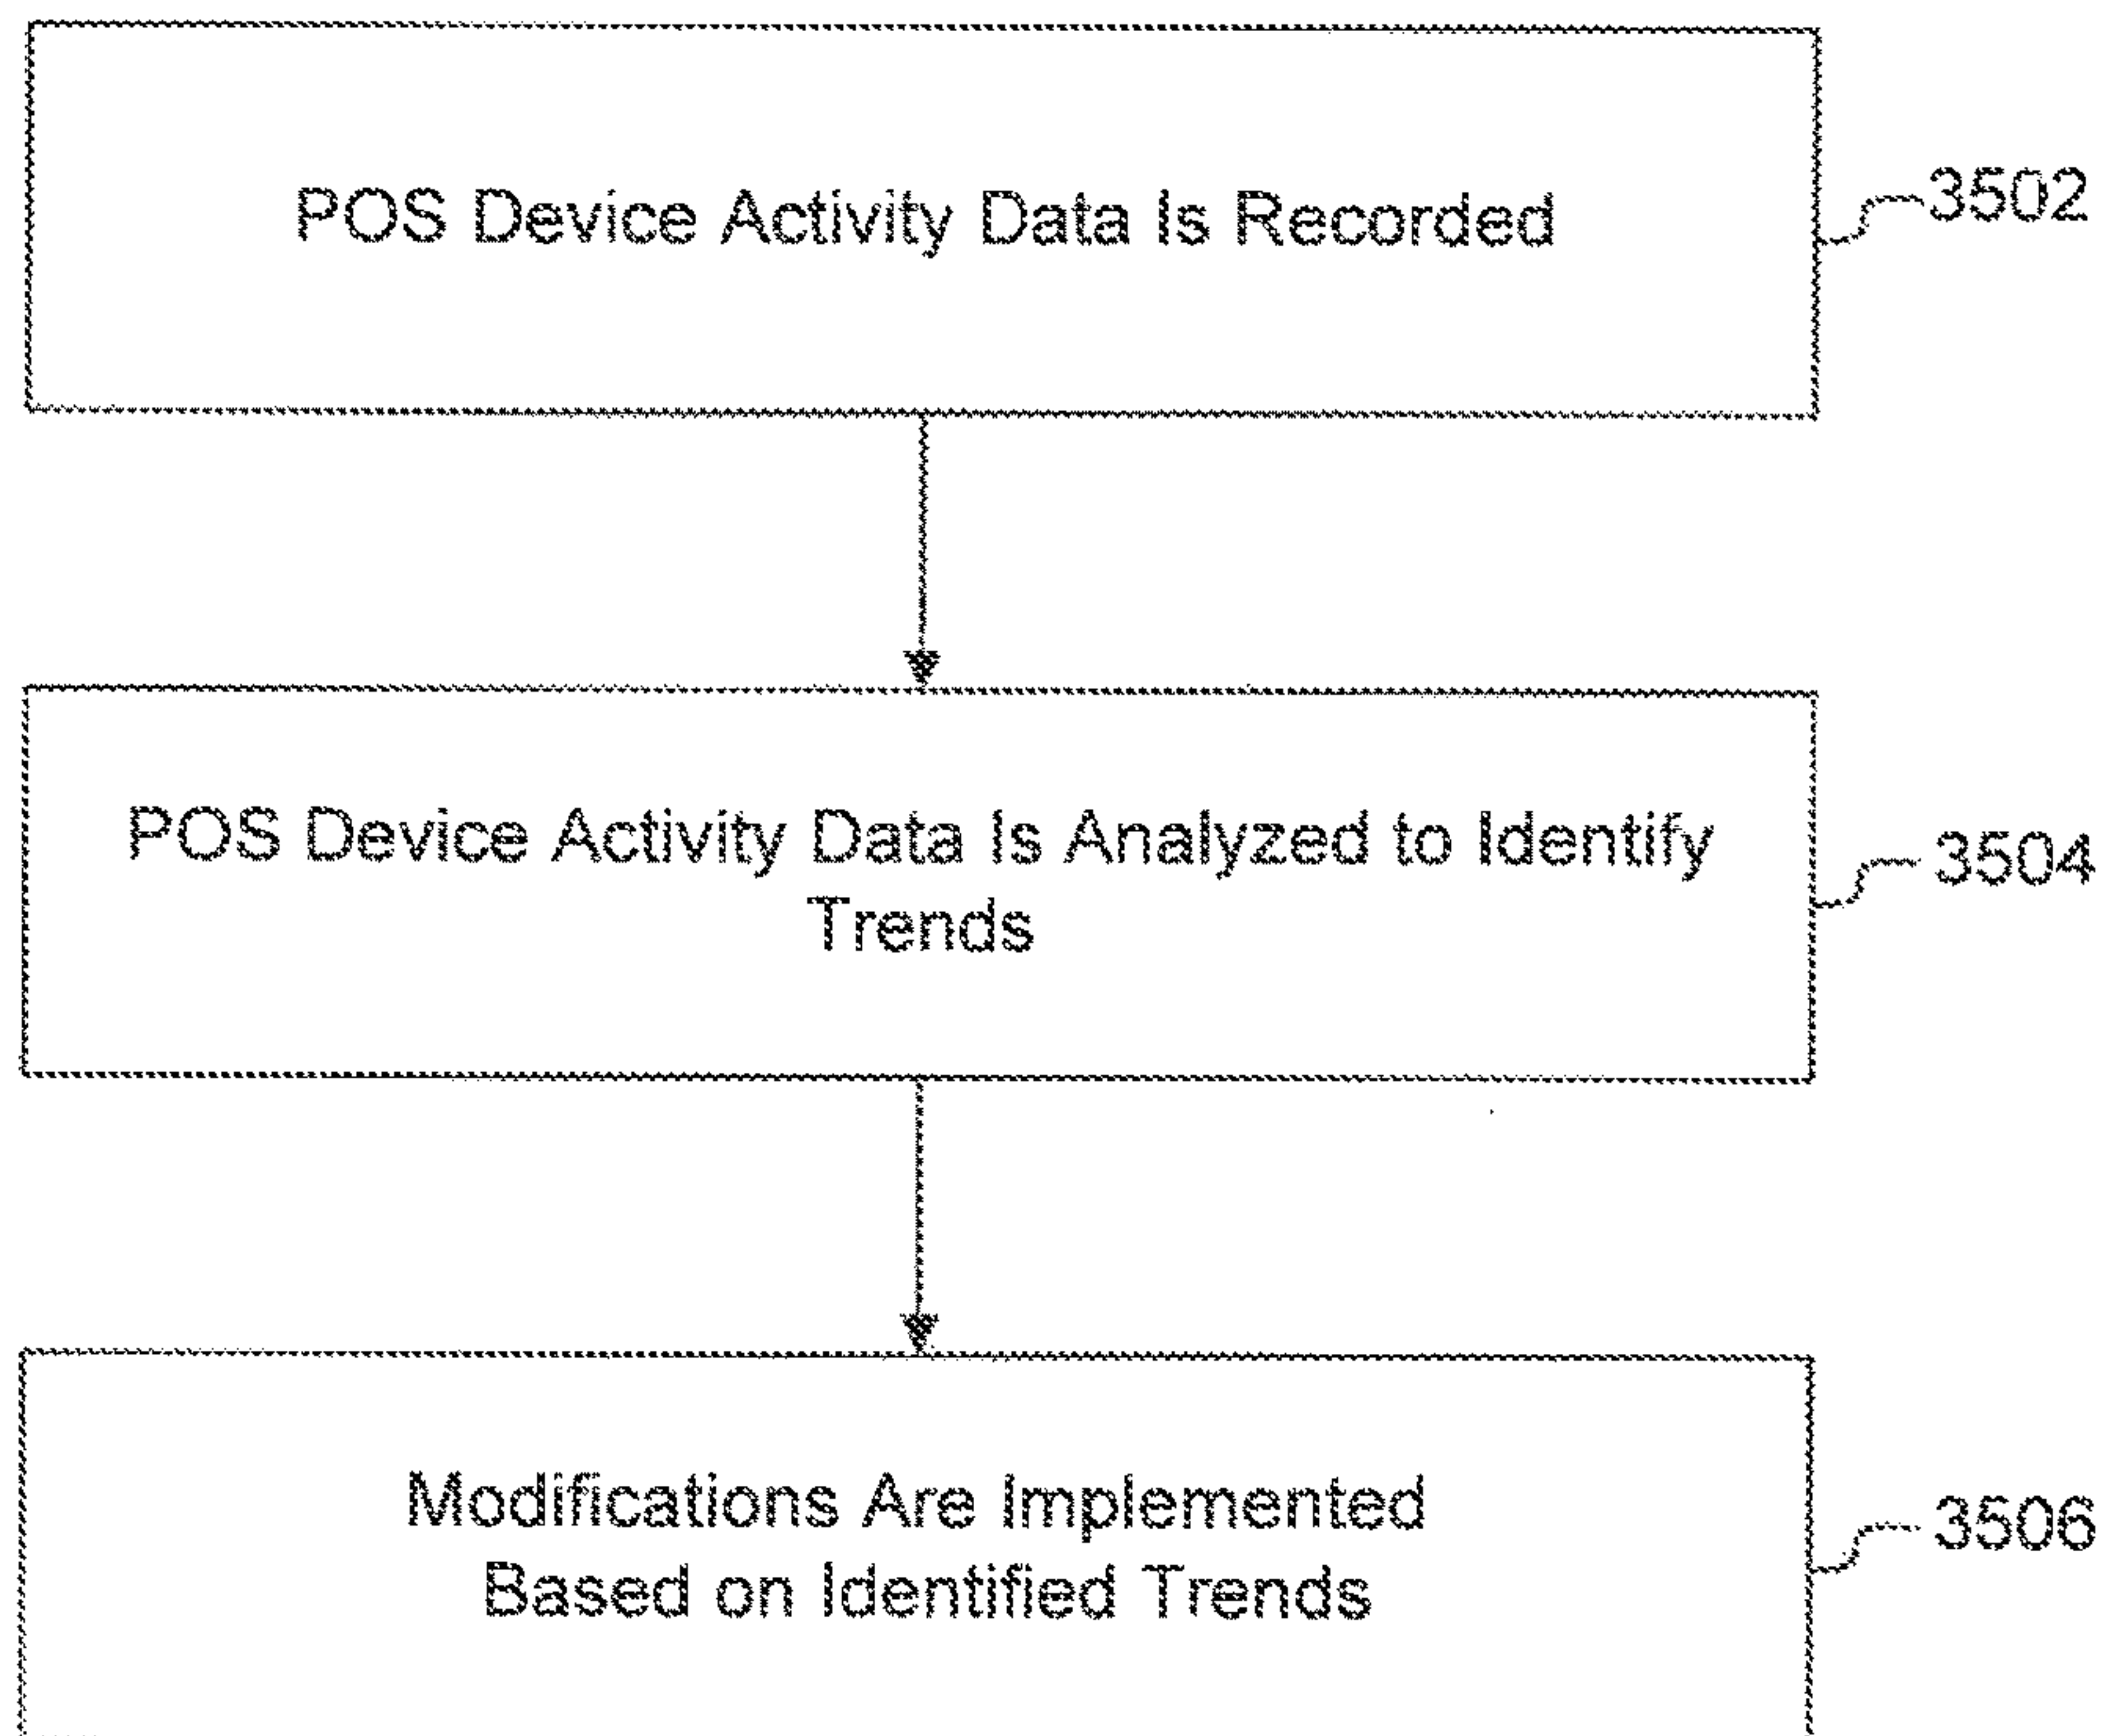 POS Device Activity Data Is Recorded
3502
POS Device Activity Data Is Analyzed to Identify
Trends
3504
Modifications Are Implemented
Based on Identified Trends
3506